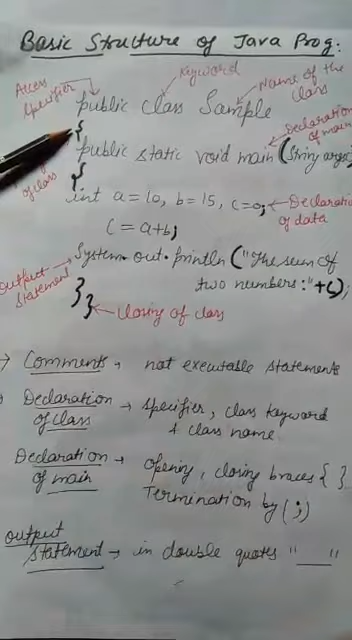 Basic Structure of Java Prog:
Access Specifier
Keyword
Name of the class
public class Sample
{
Declaration of main
public static void main (String args
{
of class
int a=10, b=15, c=0;
Declaration of data
C = a+b;
System.out.println("The sum of
two numbers:"+C);
output statement
}}
closing of class
→ Comments → not executable statements
Declaration of class → specifier, class keyword
+ class name
Declaration of main → opening, closing braces { }
Termination by (;)
output
statement → in double quotes "___"